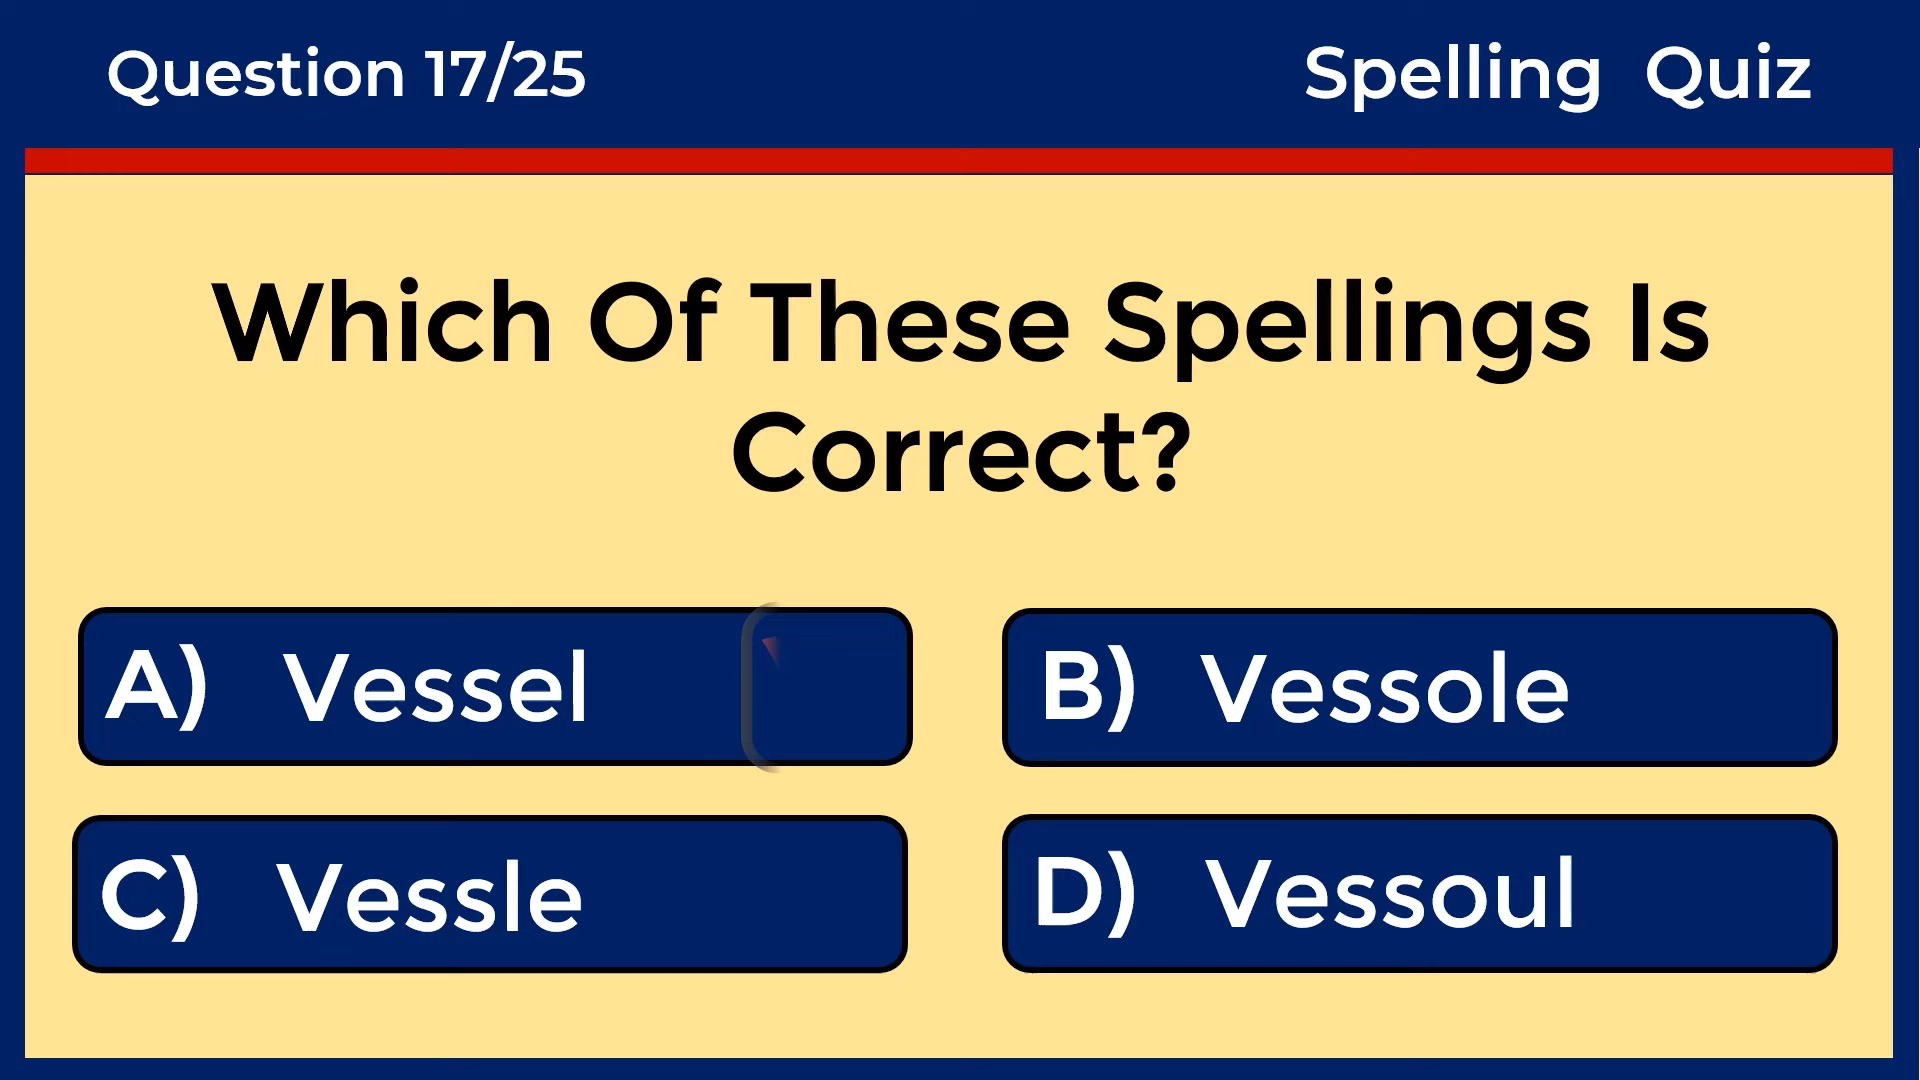 Question 17/25
Spelling Quiz
Which Of These Spellings Is
Correct?
A) Vessel
B) Vessole
C) Vessle
D) Vessoul